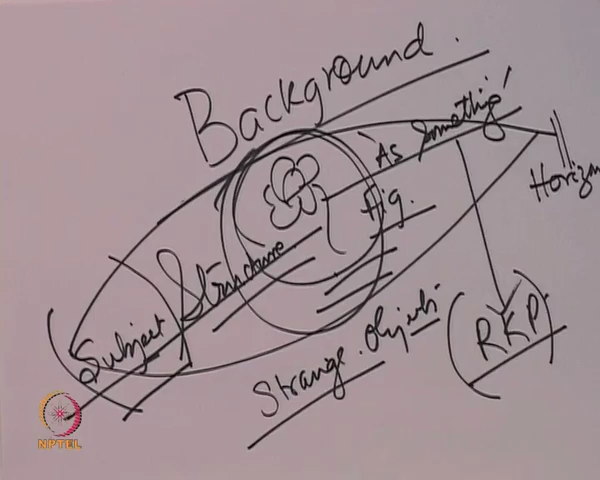 Background.
'As Something'
Horizon
Fig.
Subject Structure
Strange Objects
(RKP)
NPTEL